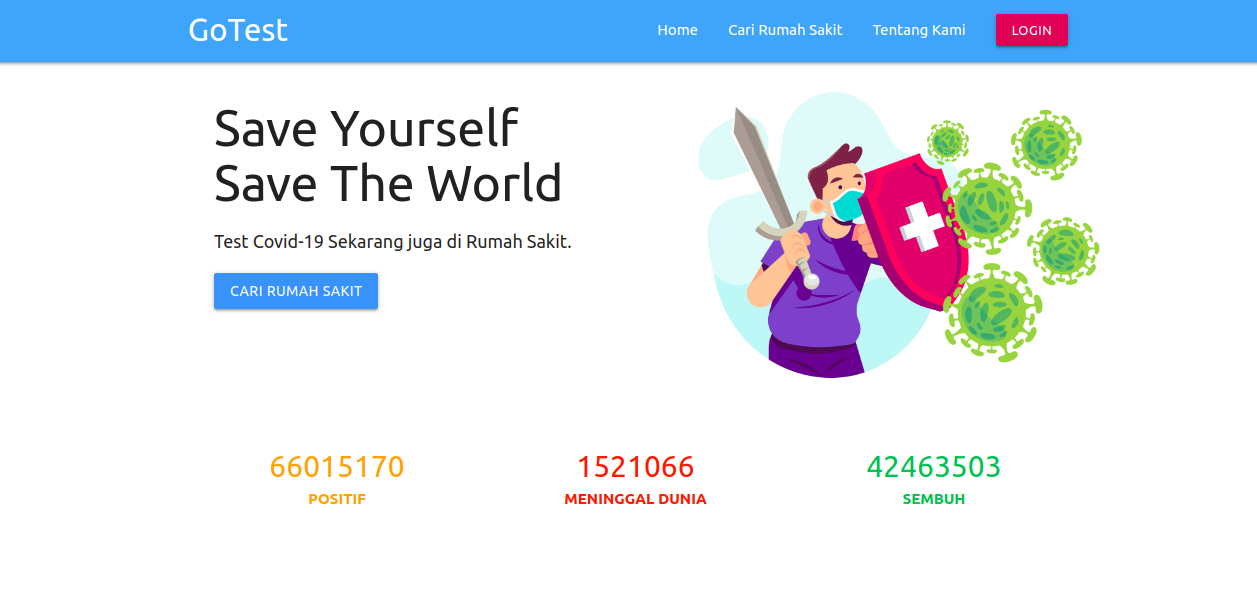 GoTest
Home
Cari Rumah Sakit
Tentang Kami
LOGIN
Save Yourself
Save The World
Test Covid-19 Sekarang juga di Rumah Sakit.
CARI RUMAH SAKIT
66015170
POSITIF
1521066
MENINGGAL DUNIA
42463503
SEMBUH